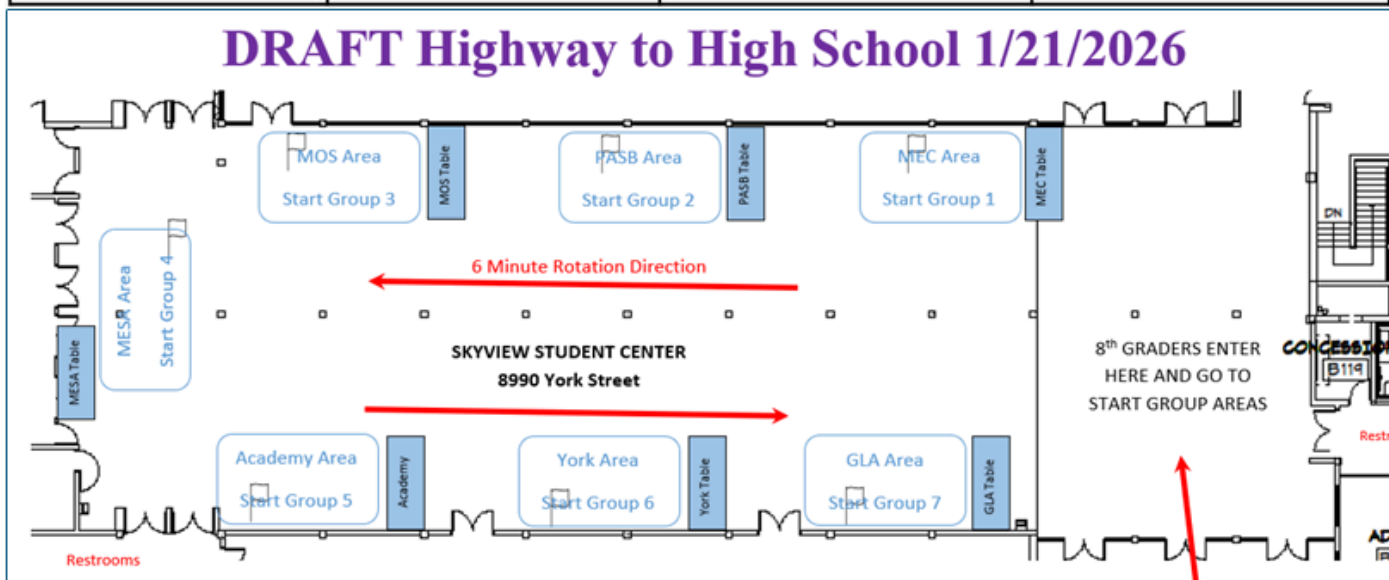 DRAFT Highway to High School 1/21/2026
MOS Area
Start Group 3
MOS Table
PASB Area
Start Group 2
PASB Table
MEC Area
Start Group 1
MEC Table
DN
MESA Area
Start Group 4
MESA Table
6 Minute Rotation Direction
SKYVIEW STUDENT CENTER
8990 York Street
8th GRADERS ENTER
HERE AND GO TO
START GROUP AREAS
B119
Academy Area
Start Group 5
Academy
York Area
Start Group 6
York Table
GLA Area
Start Group 7
GLA Table
Restrooms